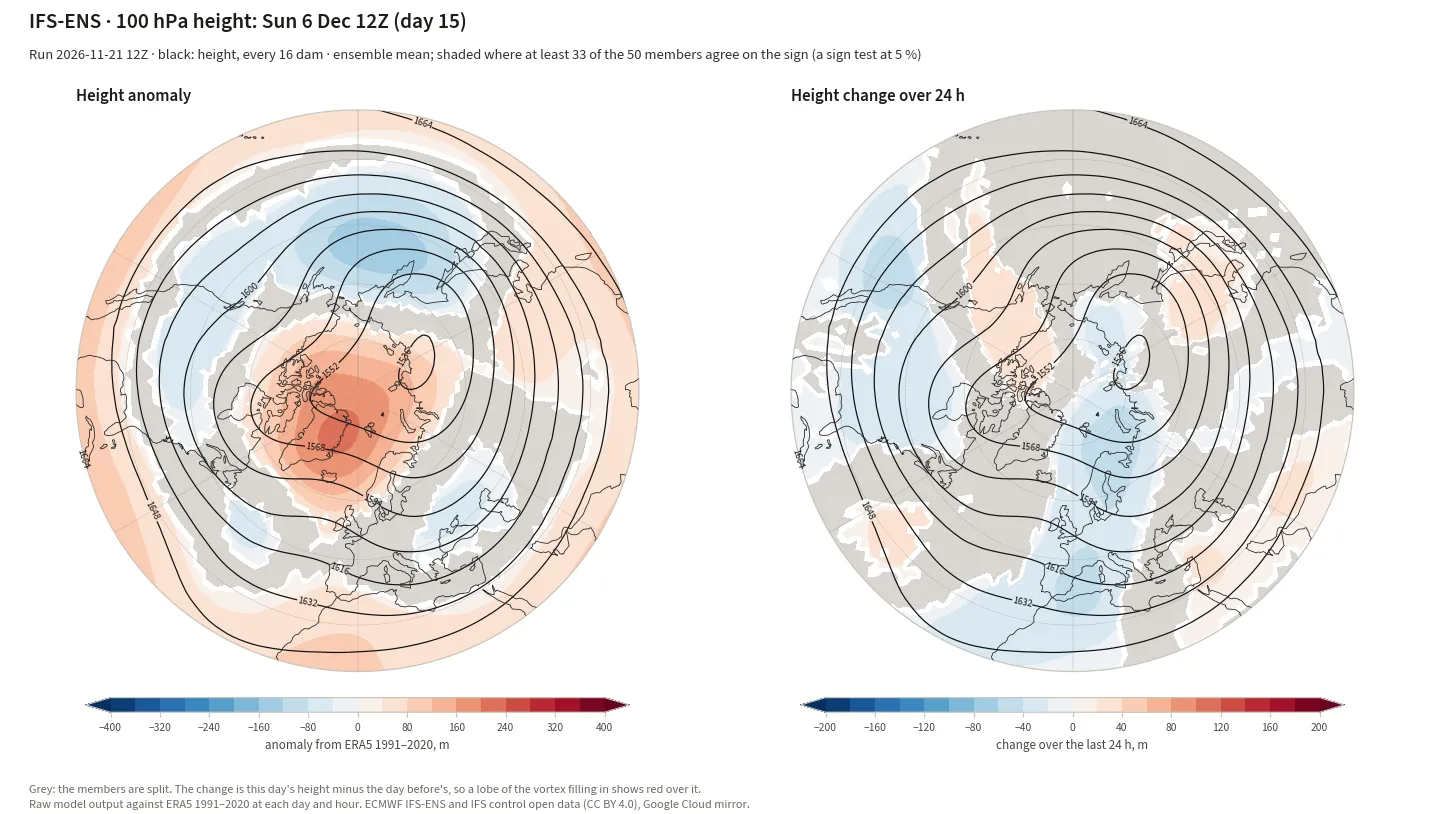 IFS-ENS · 100 hPa height: Sun 6 Dec 12Z (day 15)
Run 2026-11-21 12Z · black: height, every 16 dam · ensemble mean; shaded where at least 33 of the 50 members agree on the sign (a sign test at 5 %)
Height anomaly
Height change over 24 h
1664
1664
1600
1600
1552
1552
1568
1568
1648
1648
1616
1616
1632
1632
−400 −320 −240 −160 −80 0 80 160 240 320 400
anomaly from ERA5 1991–2020, m
−200 −160 −120 −80 −40 0 40 80 120 160 200
change over the last 24 h, m
Grey: the members are split. The change is this day's height minus the day before's, so a lobe of the vortex filling in shows red over it.
Raw model output against ERA5 1991–2020 at each day and hour. ECMWF IFS-ENS and IFS control open data (CC BY 4.0), Google Cloud mirror.